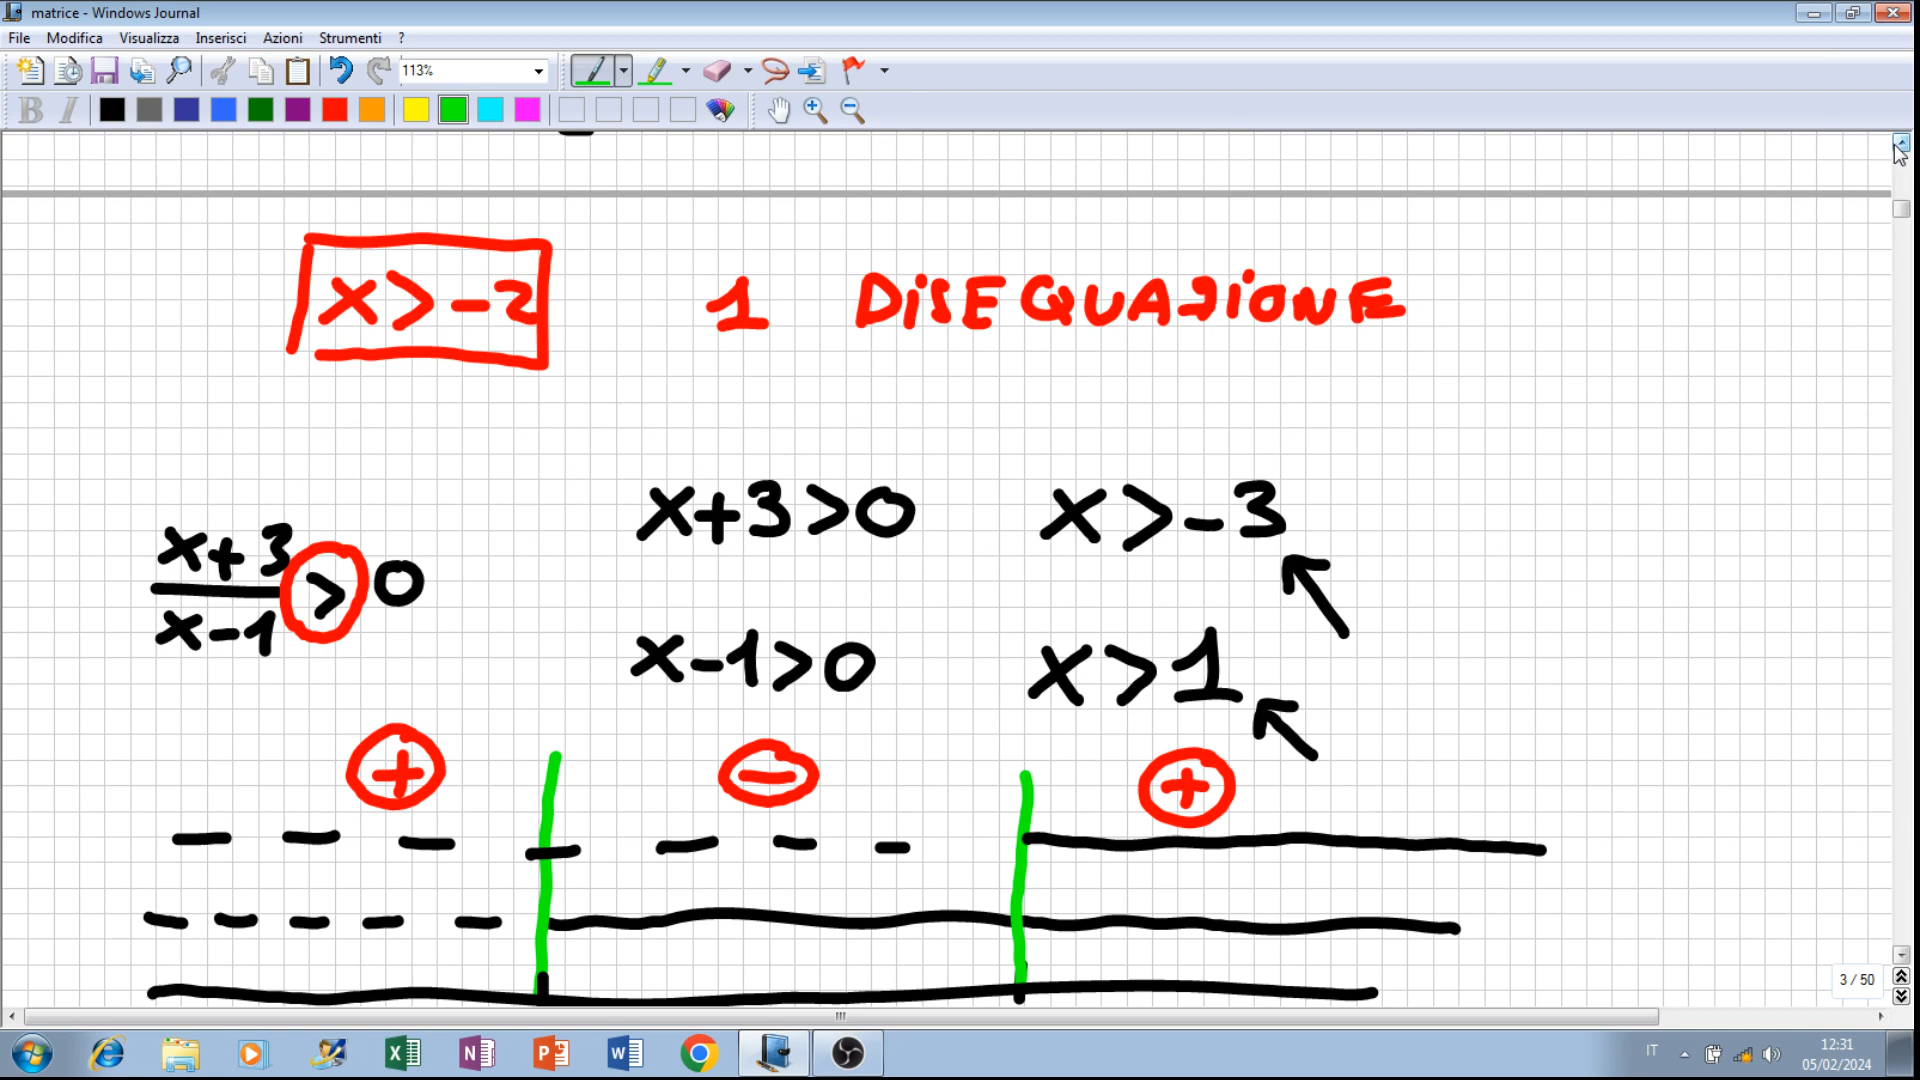 matrice - Windows Journal
File Modifica Visualizza Inserisci Azioni Strumenti ?
113%
B I
x>-2 1 DiSEQUAZiONE
x+3>0 x>-3
x+3
> 0
x-1
x-1>0 x>1
+ - +
3 / 50
IT 12:31
05/02/2024